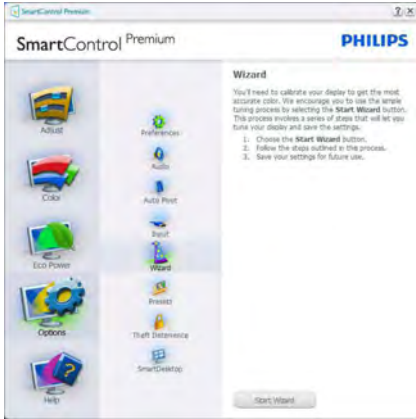 SmartControl Premium
SmartControl Premium
PHILIPS
Adjust
Color
Eco Power
Options
Help
Preferences
Audio
Auto Pivot
Input
Wizard
Presets
Theft Deterrence
SmartDesktop
Wizard
You'll need to calibrate your display to get the most
accurate color. We encourage you to use the simple
tuning process by selecting the Start Wizard button.
This process involves a series of steps that will let you
tune your display and save the settings.
1. Choose the Start Wizard button.
2. Follow the steps outlined in this process.
3. Save your settings for future use.
Start Wizard